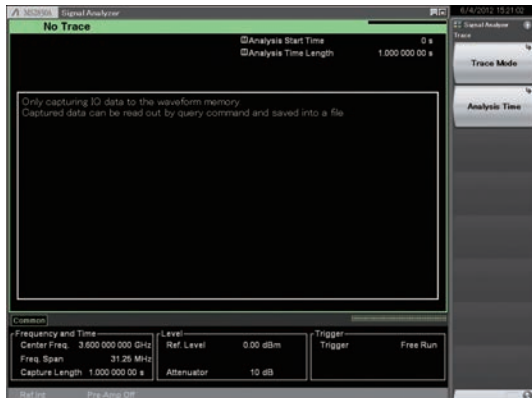 MS2850A Signal Analyzer
6/4/2012 15:21:02
No Trace
Analysis Start Time 0 s
Analysis Time Length 1.000 000 00 s
Signal Analyzer
Trace
Trace Mode
Analysis Time
Only capturing IQ data to the waveform memory
Captured data can be read out by query command and saved into a file
Common
Frequency and Time
Center Freq. 3.600 000 000 GHz
Freq. Span 31.25 MHz
Capture Length 1.000 000 00 s
Level
Ref. Level 0.00 dBm
Attenuator 10 dB
Trigger
Trigger Free Run
Ref.Int Pre-Amp Off